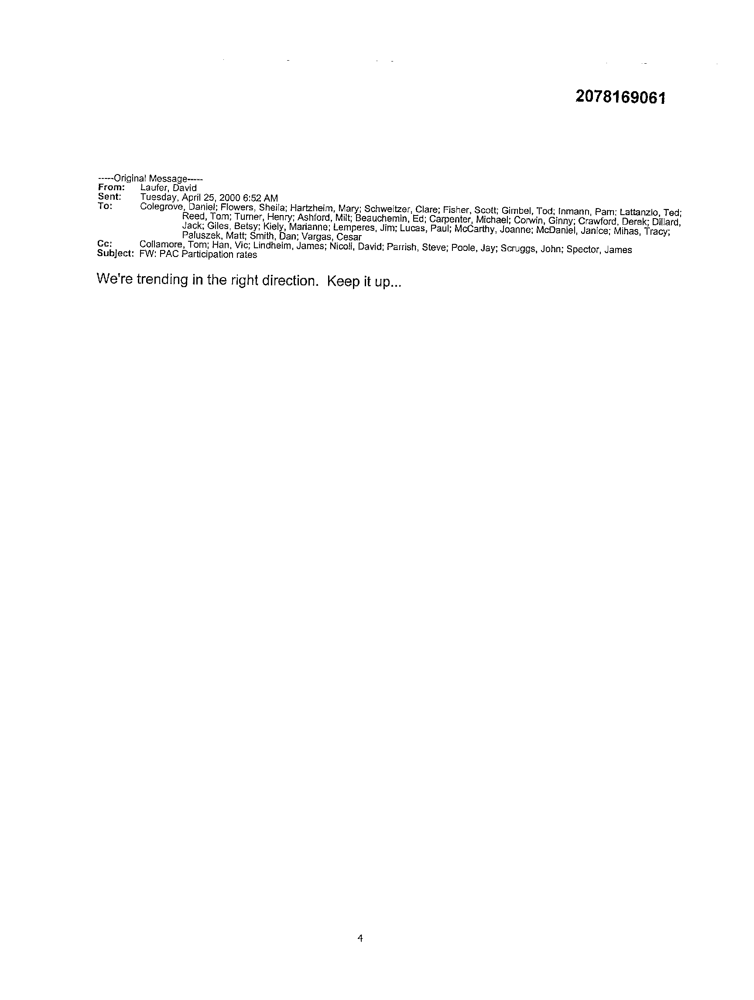 2078169061
-----Original Message-----
From: Laufer, David
Sent: Tuesday, April 25, 2000 6:52 AM
To: Colegrove, Daniel; Flowers, Sheila; Hartzheim, Mary; Schweitzer, Clare; Fisher, Scott; Gimbel, Tod; Inmann, Pam; Lattanzio, Ted;
Reed, Tom; Turner, Henry; Ashford, Milt; Beauchemin, Ed; Carpenter, Michael; Corwin, Ginny; Crawford, Derek; Dillard,
Jack; Giles, Betsy; Kiely, Marianne; Lemperes, Jim; Lucas, Paul; McCarthy, Joanne; McDaniel, Janice; Mihas, Tracy;
Paluszek, Matt; Smith, Dan; Vargas, Cesar
Cc: Collamore, Tom; Han, Vic; Lindheim, James; Nicoli, David; Parrish, Steve; Poole, Jay; Scruggs, John; Spector, James
Subject: FW: PAC Participation rates
We're trending in the right direction. Keep it up...
4